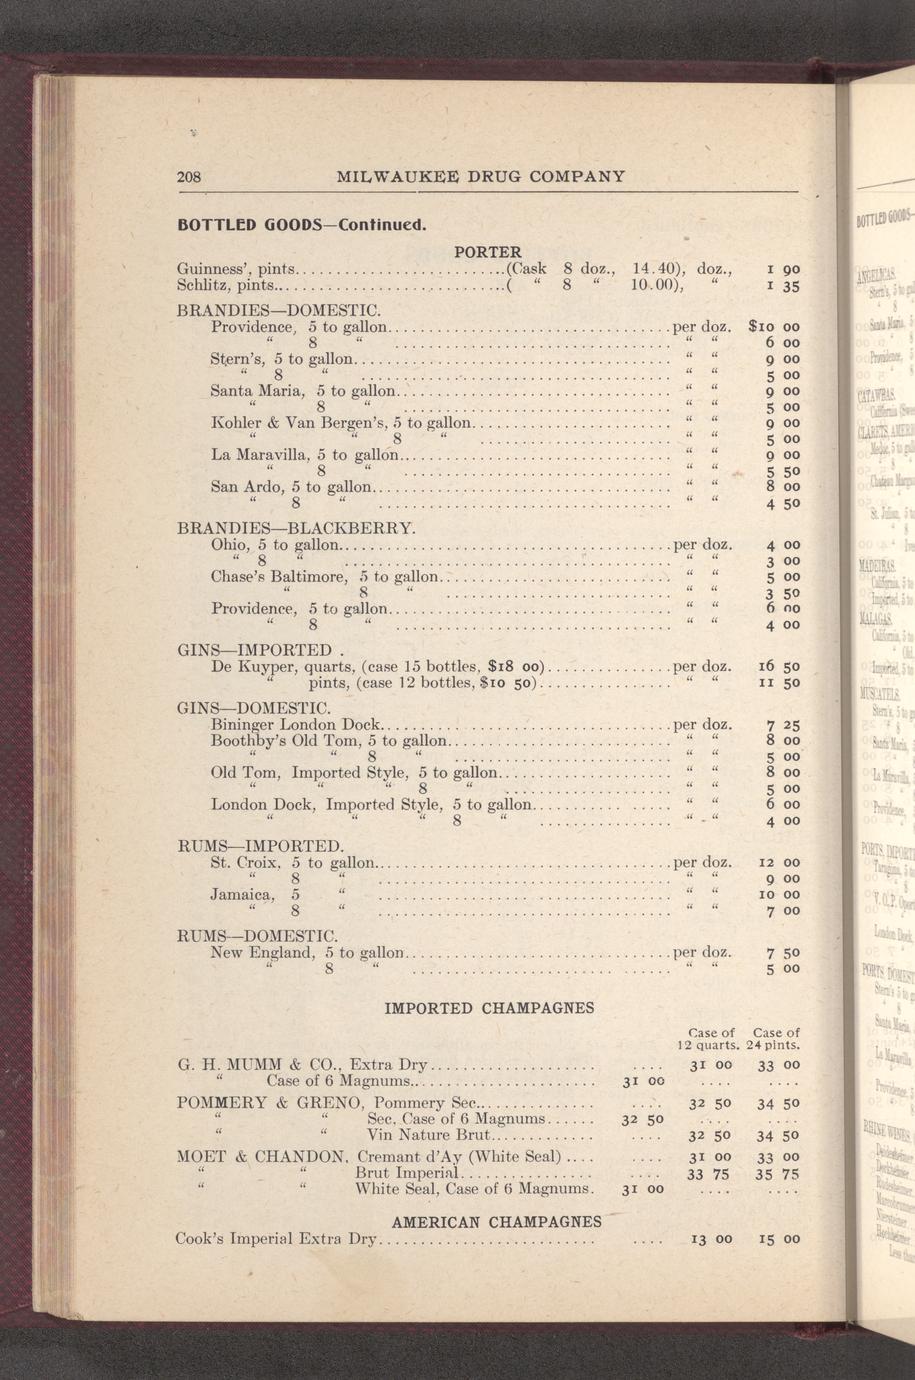 208 MILWAUKEE DRUG COMPANY
BOTTLED GOODS—Continued.
PORTER
Guinness', pints........................(Cask 8 doz., 14.40), doz., 1 90
Schlitz, pints..........................( “ 8 “ 10.00), “ 1 35
BRANDIES—DOMESTIC.
Providence, 5 to gallon................................per doz. $10 00
“ 8 “ ................................ “ “ 6 00
Stern's, 5 to gallon................................ “ “ 9 00
“ 8 “ ................................ “ “ 5 00
Santa Maria, 5 to gallon................................ “ “ 9 00
“ 8 “ ................................ “ “ 5 00
Kohler & Van Bergen's, 5 to gallon........................ “ “ 9 00
“ “ 8 “ ........................ “ “ 5 00
La Maravilla, 5 to gallon................................ “ “ 9 00
“ 8 “ ................................ “ “ 5 50
San Ardo, 5 to gallon................................ “ “ 8 00
“ 8 “ ................................ “ “ 4 50
BRANDIES—BLACKBERRY.
Ohio, 5 to gallon................................per doz. 4 00
“ 8 “ ................................ “ “ 3 00
Chase's Baltimore, 5 to gallon........................ “ “ 5 00
“ 8 “ ........................ “ “ 3 50
Providence, 5 to gallon................................ “ “ 6 00
“ 8 “ ................................ “ “ 4 00
GINS—IMPORTED .
De Kuyper, quarts, (case 15 bottles, $18 00)..............per doz. 16 50
“ pints, (case 12 bottles, $10 50)................ “ “ 11 50
GINS—DOMESTIC.
Bininger London Dock................................per doz. 7 25
Boothby's Old Tom, 5 to gallon........................ “ “ 8 00
“ “ 8 “ ........................ “ “ 5 00
Old Tom, Imported Style, 5 to gallon.................... “ “ 8 00
“ “ “ 8 “ .................... “ “ 5 00
London Dock, Imported Style, 5 to gallon................ “ “ 6 00
“ “ “ 8 “ ................ “ “ 4 00
RUMS—IMPORTED.
St. Croix, 5 to gallon................................per doz. 12 00
“ 8 “ ................................ “ “ 9 00
Jamaica, 5 “ ................................ “ “ 10 00
“ 8 “ ................................ “ “ 7 00
RUMS—DOMESTIC.
New England, 5 to gallon................................per doz. 7 50
“ 8 “ ................................ “ “ 5 00
IMPORTED CHAMPAGNES
Case of Case of
12 quarts. 24 pints.
G. H. MUMM & CO., Extra Dry.................... .... 31 00 33 00
“ Case of 6 Magnums...................... 31 00 .... ....
POMMERY & GRENO, Pommery Sec............... .... 32 50 34 50
“ “ Sec, Case of 6 Magnums...... 32 50 .... ....
“ “ Vin Nature Brut............ .... 32 50 34 50
MOET & CHANDON, Cremant d'Ay (White Seal) .... .... 31 00 33 00
“ “ Brut Imperial................ .... 33 75 35 75
“ “ White Seal, Case of 6 Magnums. 31 00 .... ....
AMERICAN CHAMPAGNES
Cook's Imperial Extra Dry......................... .... 13 00 15 00
BOTTLED GOODS—
ANGELICAS.
Santa Maria, 5
Providence, 5
CATAWBAS.
MADEIRAS.
MALAGAS.
MUSCATELS.
London Dock,